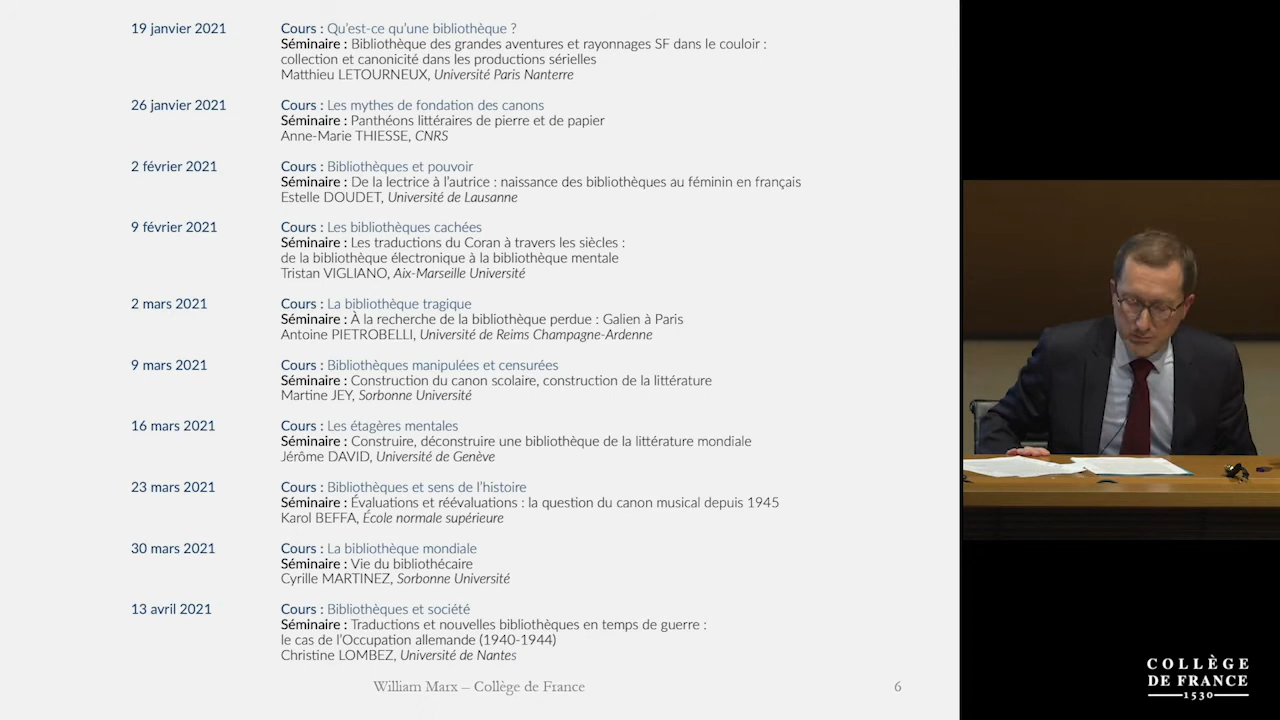 19 janvier 2021 Cours : Qu'est-ce qu'une bibliothèque ?
Séminaire : Bibliothèque des grandes aventures et rayonnages SF dans le couloir :
collection et canonicité dans les productions sérielles
Matthieu LETOURNEUX, Université Paris Nanterre
26 janvier 2021 Cours : Les mythes de fondation des canons
Séminaire : Panthéons littéraires de pierre et de papier
Anne-Marie THIESSE, CNRS
2 février 2021 Cours : Bibliothèques et pouvoir
Séminaire : De la lectrice à l'autrice : naissance des bibliothèques au féminin en français
Estelle DOUDET, Université de Lausanne
9 février 2021 Cours : Les bibliothèques cachées
Séminaire : Les traductions du Coran à travers les siècles :
de la bibliothèque électronique à la bibliothèque mentale
Tristan VIGLIANO, Aix-Marseille Université
2 mars 2021 Cours : La bibliothèque tragique
Séminaire : À la recherche de la bibliothèque perdue : Galien à Paris
Antoine PIETROBELLI, Université de Reims Champagne-Ardenne
9 mars 2021 Cours : Bibliothèques manipulées et censurées
Séminaire : Construction du canon scolaire, construction de la littérature
Martine JEY, Sorbonne Université
16 mars 2021 Cours : Les étagères mentales
Séminaire : Construire, déconstruire une bibliothèque de la littérature mondiale
Jérôme DAVID, Université de Genève
23 mars 2021 Cours : Bibliothèques et sens de l'histoire
Séminaire : Évaluations et réévaluations : la question du canon musical depuis 1945
Karol BEFFA, École normale supérieure
30 mars 2021 Cours : La bibliothèque mondiale
Séminaire : Vie du bibliothécaire
Cyrille MARTINEZ, Sorbonne Université
13 avril 2021 Cours : Bibliothèques et société
Séminaire : Traductions et nouvelles bibliothèques en temps de guerre :
le cas de l'Occupation allemande (1940-1944)
Christine LOMBEZ, Université de Nantes
William Marx – Collège de France 6
COLLÈGE
DE FRANCE
1530